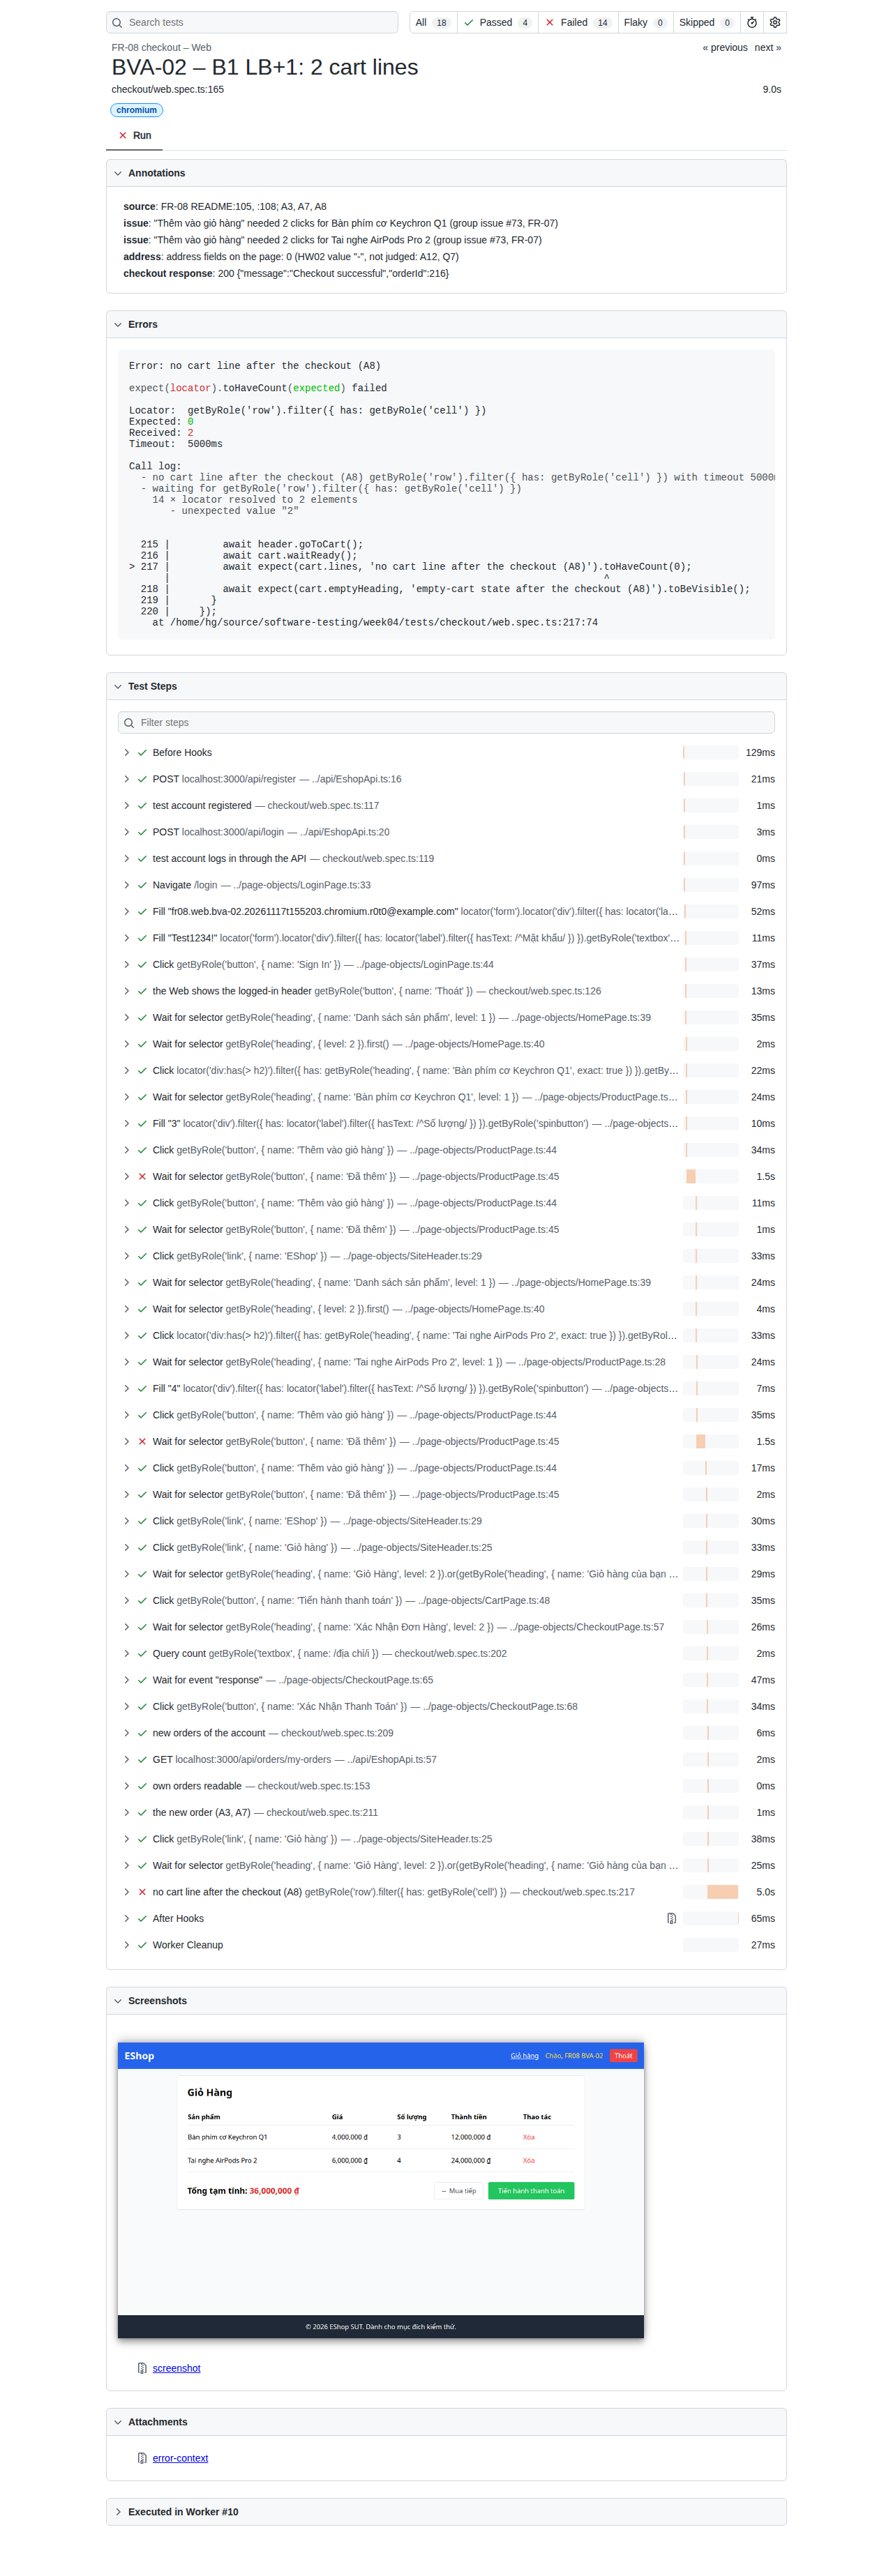 Search tests
All 18 Passed 4 Failed 14 Flaky 0 Skipped 0
FR-08 checkout – Web
« previous next »
BVA-02 – B1 LB+1: 2 cart lines
checkout/web.spec.ts:165
9.0s
chromium
Run
Annotations
source: FR-08 README:105, :108; A3, A7, A8
issue: "Thêm vào giỏ hàng" needed 2 clicks for Bàn phím cơ Keychron Q1 (group issue #73, FR-07)
issue: "Thêm vào giỏ hàng" needed 2 clicks for Tai nghe AirPods Pro 2 (group issue #73, FR-07)
address: address fields on the page: 0 (HW02 value "-", not judged: A12, Q7)
checkout response: 200 {"message":"Checkout successful","orderId":216}
Errors
Error: no cart line after the checkout (A8)
expect(locator).toHaveCount(expected) failed
Locator:  getByRole('row').filter({ has: getByRole('cell') })
Expected: 0
Received: 2
Timeout:  5000ms
Call log:
- no cart line after the checkout (A8) getByRole('row').filter({ has: getByRole('cell') }) with timeout 5000
- waiting for getByRole('row').filter({ has: getByRole('cell') })
14 × locator resolved to 2 elements
- unexpected value "2"
215 |         await header.goToCart();
216 |         await cart.waitReady();
> 217 |         await expect(cart.lines, 'no cart line after the checkout (A8)').toHaveCount(0);
|                                                                          ^
218 |         await expect(cart.emptyHeading, 'empty-cart state after the checkout (A8)').toBeVisible();
219 |       }
220 |     });
at /home/hg/source/software-testing/week04/tests/checkout/web.spec.ts:217:74
Test Steps
Filter steps
Before Hooks 129ms
POST localhost:3000/api/register — ../api/EshopApi.ts:16 21ms
test account registered — checkout/web.spec.ts:117 1ms
POST localhost:3000/api/login — ../api/EshopApi.ts:20 3ms
test account logs in through the API — checkout/web.spec.ts:119 0ms
Navigate /login — ../page-objects/LoginPage.ts:33 97ms
Fill "fr08.web.bva-02.20261117t155203.chromium.r0t0@example.com" locator('form').locator('div').filter({ has: locator('la… 52ms
Fill "Test1234!" locator('form').locator('div').filter({ has: locator('label').filter({ hasText: /^Mật khẩu/ }) }).getByRole('textbox'… 11ms
Click getByRole('button', { name: 'Sign In' }) — ../page-objects/LoginPage.ts:44 37ms
the Web shows the logged-in header getByRole('button', { name: 'Thoát' }) — checkout/web.spec.ts:126 13ms
Wait for selector getByRole('heading', { name: 'Danh sách sản phẩm', level: 1 }) — ../page-objects/HomePage.ts:39 35ms
Wait for selector getByRole('heading', { level: 2 }).first() — ../page-objects/HomePage.ts:40 2ms
Click locator('div:has(> h2)').filter({ has: getByRole('heading', { name: 'Bàn phím cơ Keychron Q1', exact: true }) }).getBy… 22ms
Wait for selector getByRole('heading', { name: 'Bàn phím cơ Keychron Q1', level: 1 }) — ../page-objects/ProductPage.ts… 24ms
Fill "3" locator('div').filter({ has: locator('label').filter({ hasText: /^Số lượng/ }) }).getByRole('spinbutton') — ../page-objects… 10ms
Click getByRole('button', { name: 'Thêm vào giỏ hàng' }) — ../page-objects/ProductPage.ts:44 34ms
Wait for selector getByRole('button', { name: 'Đã thêm' }) — ../page-objects/ProductPage.ts:45 1.5s
Click getByRole('button', { name: 'Thêm vào giỏ hàng' }) — ../page-objects/ProductPage.ts:44 11ms
Wait for selector getByRole('button', { name: 'Đã thêm' }) — ../page-objects/ProductPage.ts:45 1ms
Click getByRole('link', { name: 'EShop' }) — ../page-objects/SiteHeader.ts:29 33ms
Wait for selector getByRole('heading', { name: 'Danh sách sản phẩm', level: 1 }) — ../page-objects/HomePage.ts:39 24ms
Wait for selector getByRole('heading', { level: 2 }).first() — ../page-objects/HomePage.ts:40 4ms
Click locator('div:has(> h2)').filter({ has: getByRole('heading', { name: 'Tai nghe AirPods Pro 2', exact: true }) }).getByRol… 33ms
Wait for selector getByRole('heading', { name: 'Tai nghe AirPods Pro 2', level: 1 }) — ../page-objects/ProductPage.ts:28 24ms
Fill "4" locator('div').filter({ has: locator('label').filter({ hasText: /^Số lượng/ }) }).getByRole('spinbutton') — ../page-objects… 7ms
Click getByRole('button', { name: 'Thêm vào giỏ hàng' }) — ../page-objects/ProductPage.ts:44 35ms
Wait for selector getByRole('button', { name: 'Đã thêm' }) — ../page-objects/ProductPage.ts:45 1.5s
Click getByRole('button', { name: 'Thêm vào giỏ hàng' }) — ../page-objects/ProductPage.ts:44 17ms
Wait for selector getByRole('button', { name: 'Đã thêm' }) — ../page-objects/ProductPage.ts:45 2ms
Click getByRole('link', { name: 'EShop' }) — ../page-objects/SiteHeader.ts:29 30ms
Click getByRole('link', { name: 'Giỏ hàng' }) — ../page-objects/SiteHeader.ts:25 33ms
Wait for selector getByRole('heading', { name: 'Giỏ Hàng', level: 2 }).or(getByRole('heading', { name: 'Giỏ hàng của bạn … 29ms
Click getByRole('button', { name: 'Tiến hành thanh toán' }) — ../page-objects/CartPage.ts:48 35ms
Wait for selector getByRole('heading', { name: 'Xác Nhận Đơn Hàng', level: 2 }) — ../page-objects/CheckoutPage.ts:57 26ms
Query count getByRole('textbox', { name: /địa chỉ/i }) — checkout/web.spec.ts:202 2ms
Wait for event "response" — ../page-objects/CheckoutPage.ts:65 47ms
Click getByRole('button', { name: 'Xác Nhận Thanh Toán' }) — ../page-objects/CheckoutPage.ts:68 34ms
new orders of the account — checkout/web.spec.ts:209 6ms
GET localhost:3000/api/orders/my-orders — ../api/EshopApi.ts:57 2ms
own orders readable — checkout/web.spec.ts:153 0ms
the new order (A3, A7) — checkout/web.spec.ts:211 1ms
Click getByRole('link', { name: 'Giỏ hàng' }) — ../page-objects/SiteHeader.ts:25 38ms
Wait for selector getByRole('heading', { name: 'Giỏ Hàng', level: 2 }).or(getByRole('heading', { name: 'Giỏ hàng của bạn … 25ms
no cart line after the checkout (A8) getByRole('row').filter({ has: getByRole('cell') }) — checkout/web.spec.ts:217 5.0s
After Hooks 65ms
Worker Cleanup 27ms
Screenshots
EShop
Giỏ hàng Chào, FR08 BVA-02 Thoát
Giỏ Hàng
Sản phẩm Giá Số lượng Thành tiền Thao tác
Bàn phím cơ Keychron Q1 4,000,000 ₫ 3 12,000,000 ₫ Xóa
Tai nghe AirPods Pro 2 6,000,000 ₫ 4 24,000,000 ₫ Xóa
Tổng tạm tính: 36,000,000 ₫
← Mua tiếp Tiến hành thanh toán
© 2026 EShop SUT. Dành cho mục đích kiểm thử.
screenshot
Attachments
error-context
Executed in Worker #10